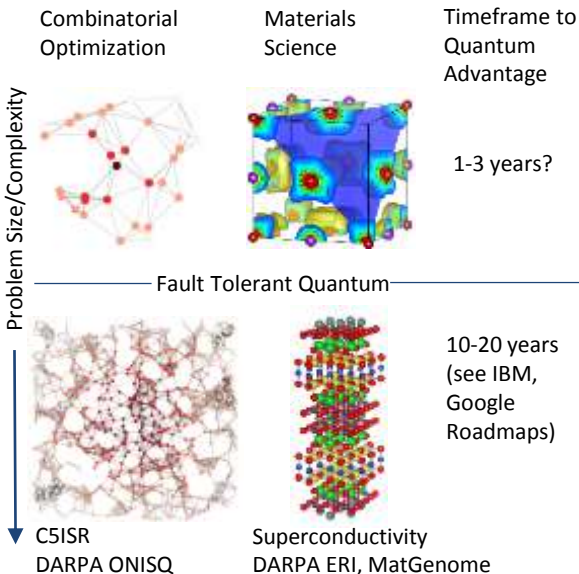 Combinatorial
Optimization
Materials
Science
Timeframe to
Quantum
Advantage
Problem Size/Complexity
1-3 years?
Fault Tolerant Quantum
10-20 years
(see IBM,
Google
Roadmaps)
C5ISR
DARPA ONISQ
Superconductivity
DARPA ERI, MatGenome